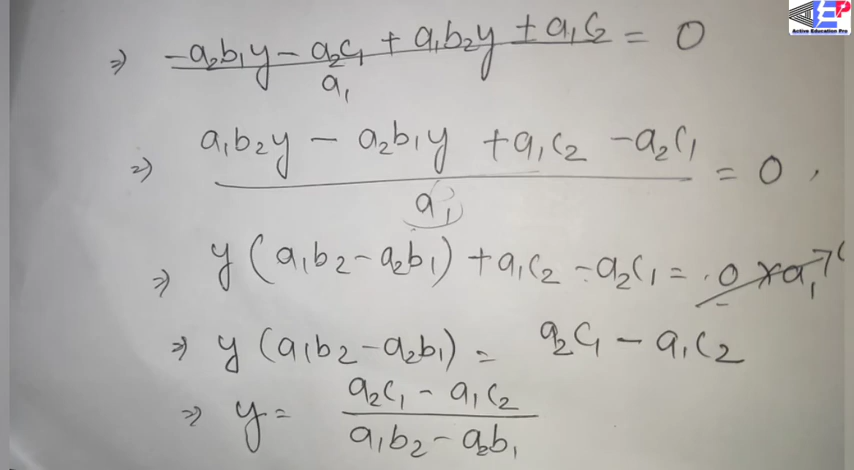 AEP
Active Education Pro
⇒ (-a₂b₁y - a₂c₁ + a₁b₂y + a₁c₂)/a₁ = 0
⇒ (a₁b₂y - a₂b₁y + a₁c₂ - a₂c₁)/a₁ = 0,
⇒ y(a₁b₂ - a₂b₁) + a₁c₂ - a₂c₁ = 0 × a₁
⇒ y(a₁b₂ - a₂b₁) = a₂c₁ - a₁c₂
⇒ y = (a₂c₁ - a₁c₂)/(a₁b₂ - a₂b₁)